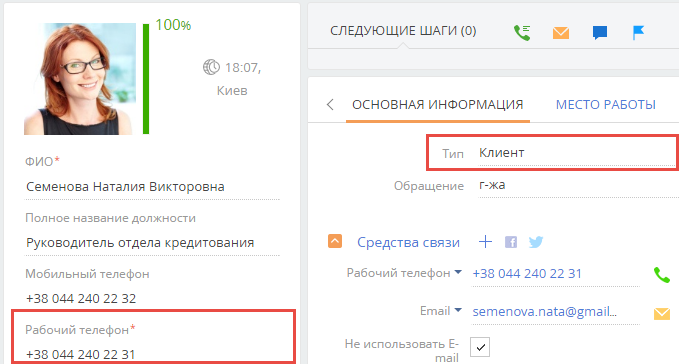 100%
18:07,
Киев
ФИО*
Семенова Наталия Викторовна
Полное название должности
Руководитель отдела кредитования
Мобильный телефон
+38 044 240 22 32
Рабочий телефон*
+38 044 240 22 31
СЛЕДУЮЩИЕ ШАГИ (0)
ОСНОВНАЯ ИНФОРМАЦИЯ МЕСТО РАБОТЫ
Тип Клиент
Обращение г-жа
Средства связи
Рабочий телефон +38 044 240 22 31
Email semenova.nata@gmail...
Не использовать E-
mail